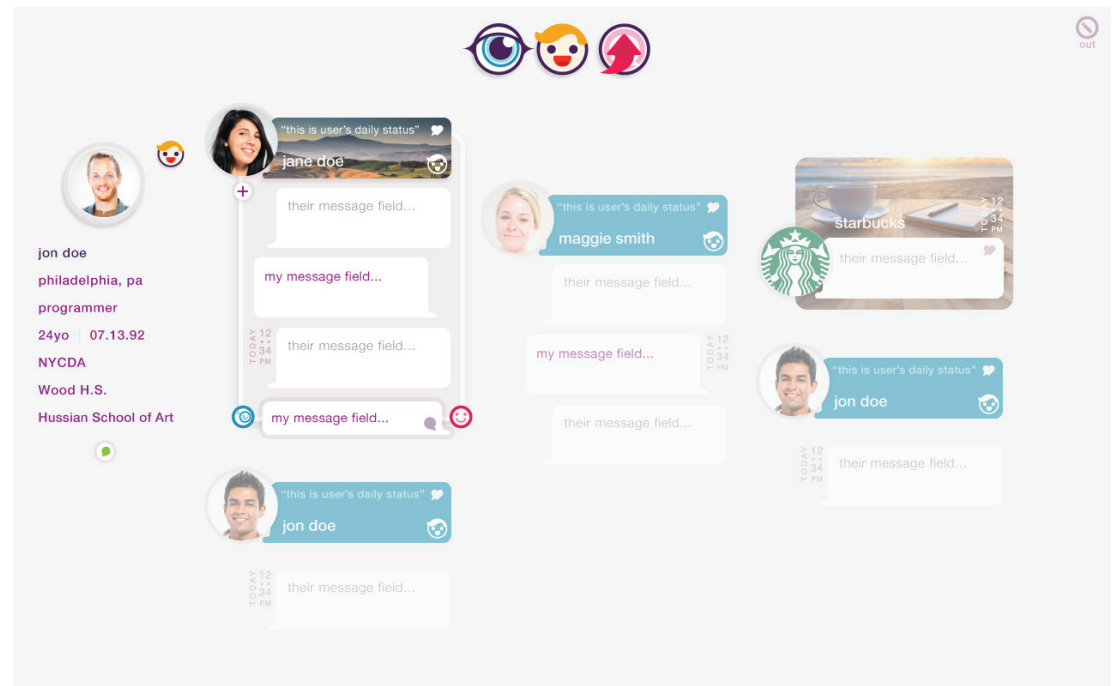 out
jon doe
philadelphia, pa
programmer
24yo | 07.13.92
NYCDA
Wood H.S.
Hussian School of Art
“this is user’s daily status”
jane doe
their message field...
my message field...
TODAY 12 34 PM
their message field...
my message field...
“this is user’s daily status”
jon doe
TODAY 12 34 PM
their message field...
“this is user’s daily status”
maggie smith
their message field...
my message field...
TODAY 12 34 PM
their message field...
starbucks
TODAY 12 34 PM
their message field...
“this is user’s daily status”
jon doe
TODAY 12 34 PM
their message field...